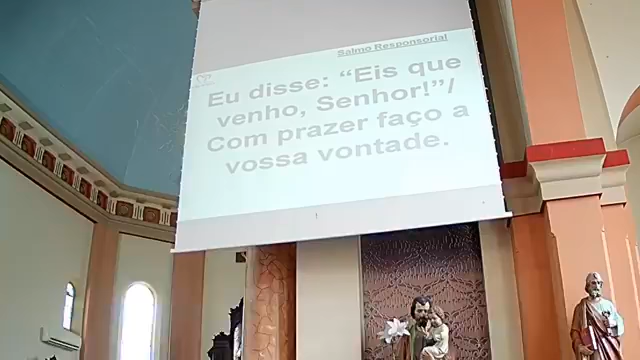 Salmo Responsorial
Eu disse: “Eis que
venho, Senhor!”/
Com prazer faço a
vossa vontade.